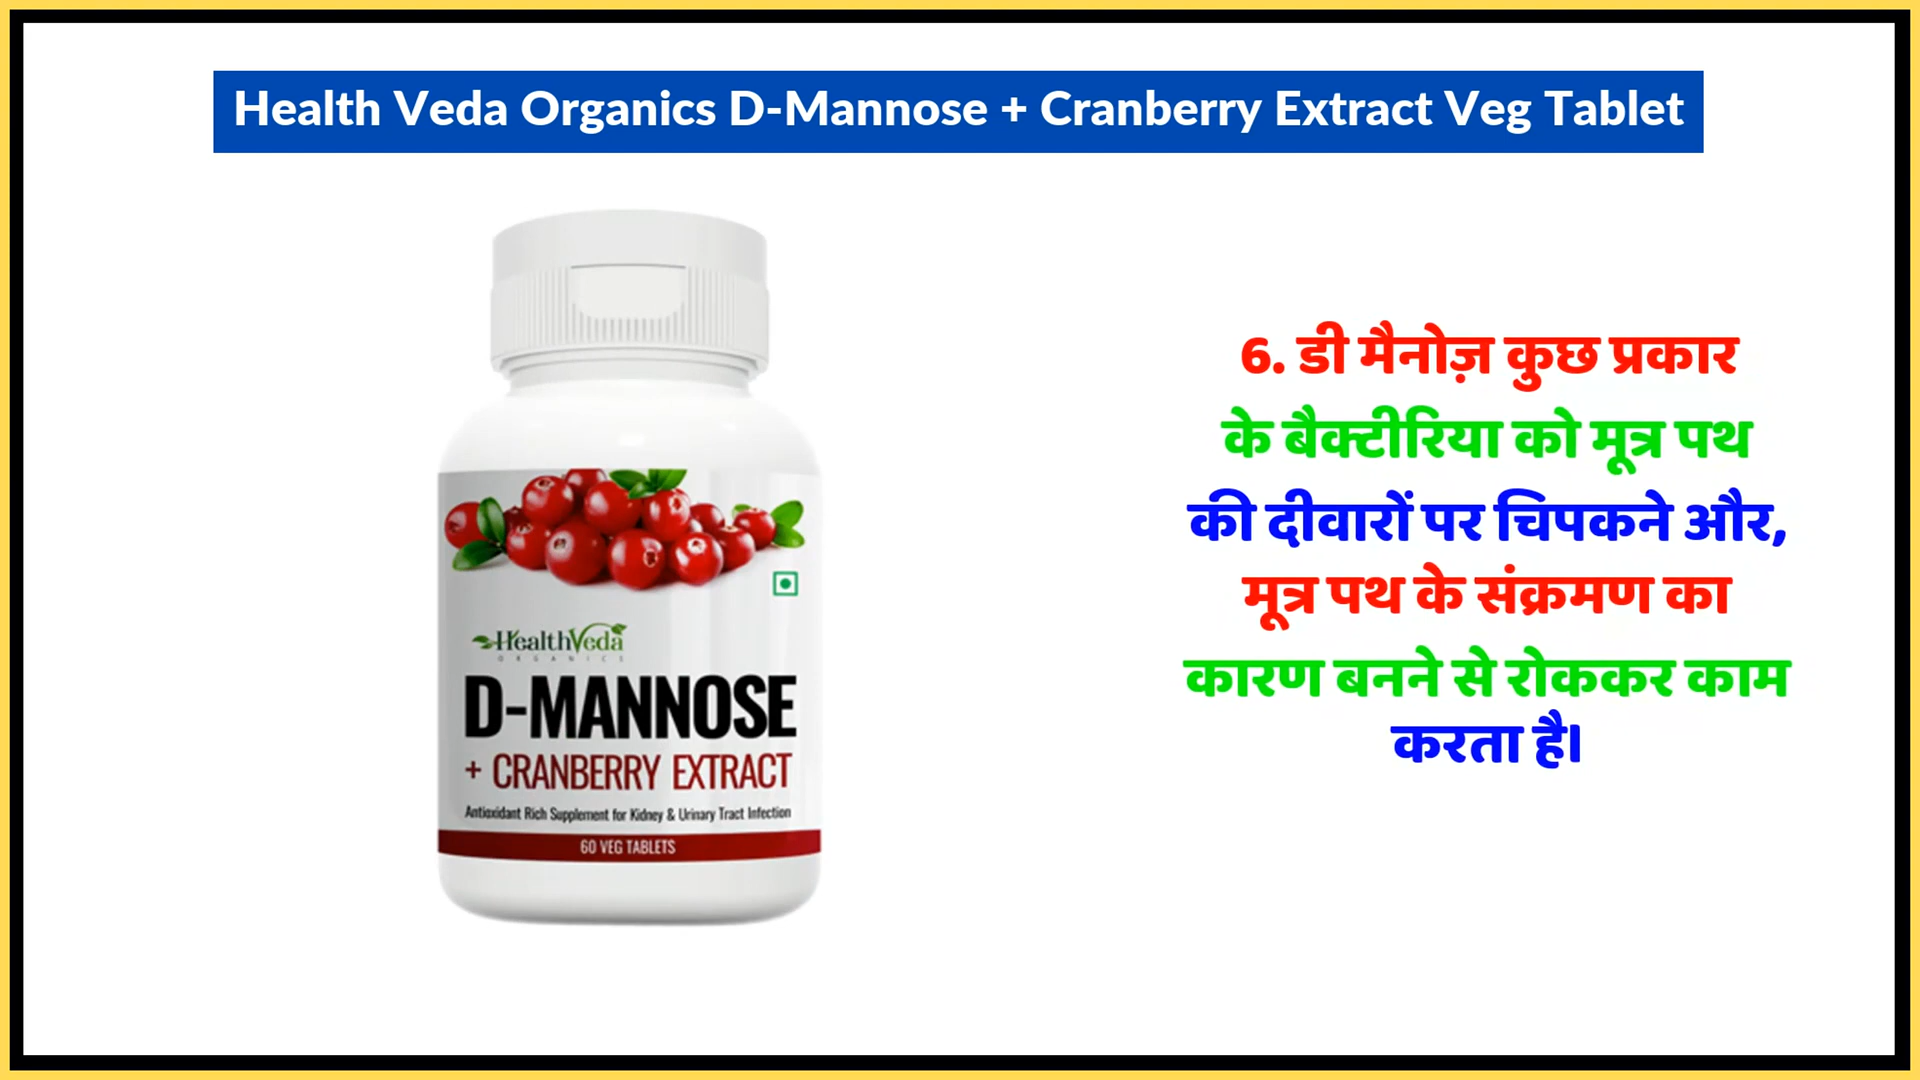 Health Veda Organics D-Mannose + Cranberry Extract Veg Tablet
6. डी मैनोज़ कुछ प्रकार
के बैक्टीरिया को मूत्र पथ
की दीवारों पर चिपकने और,
मूत्र पथ के संक्रमण का
कारण बनने से रोककर काम
करता है।
HealthVeda
ORGANICS
D-MANNOSE
+ CRANBERRY EXTRACT
Antioxidant Rich Supplement for Kidney & Urinary Tract Infection
60 VEG TABLETS